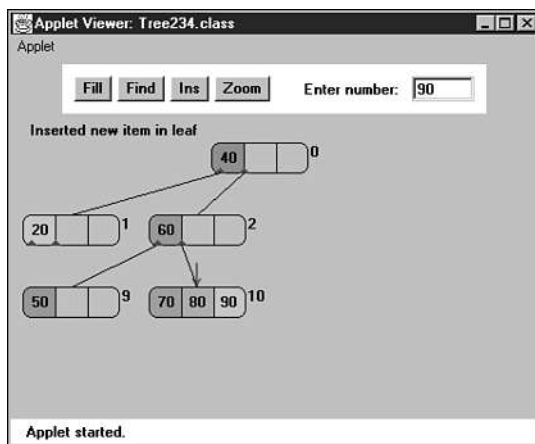 Applet Viewer: Tree234.class
Applet
Fill Find Ins Zoom Enter number: 90
Inserted new item in leaf
40 0
20 1 60 2
50 9 70 80 90 10
Applet started.